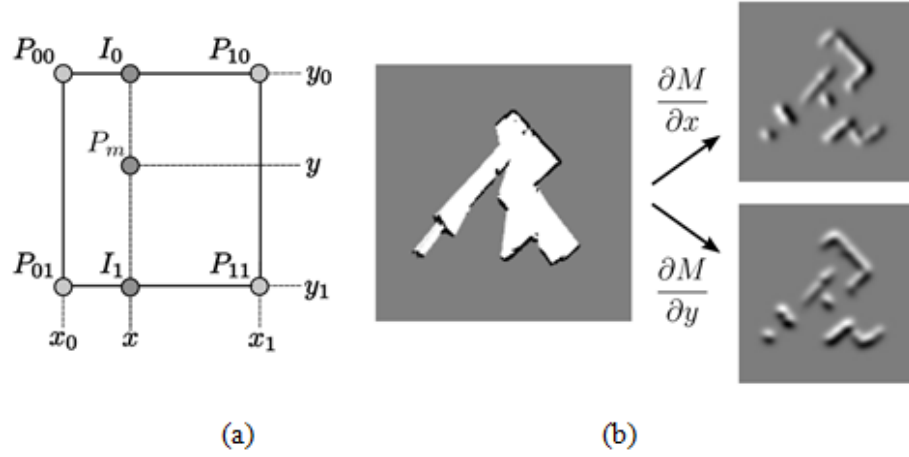 P₀₀ I₀ P₁₀
y₀
Pₘ y
P₀₁ I₁ P₁₁
y₁
x₀ x x₁
(a)
∂M
∂x
∂M
∂y
(b)